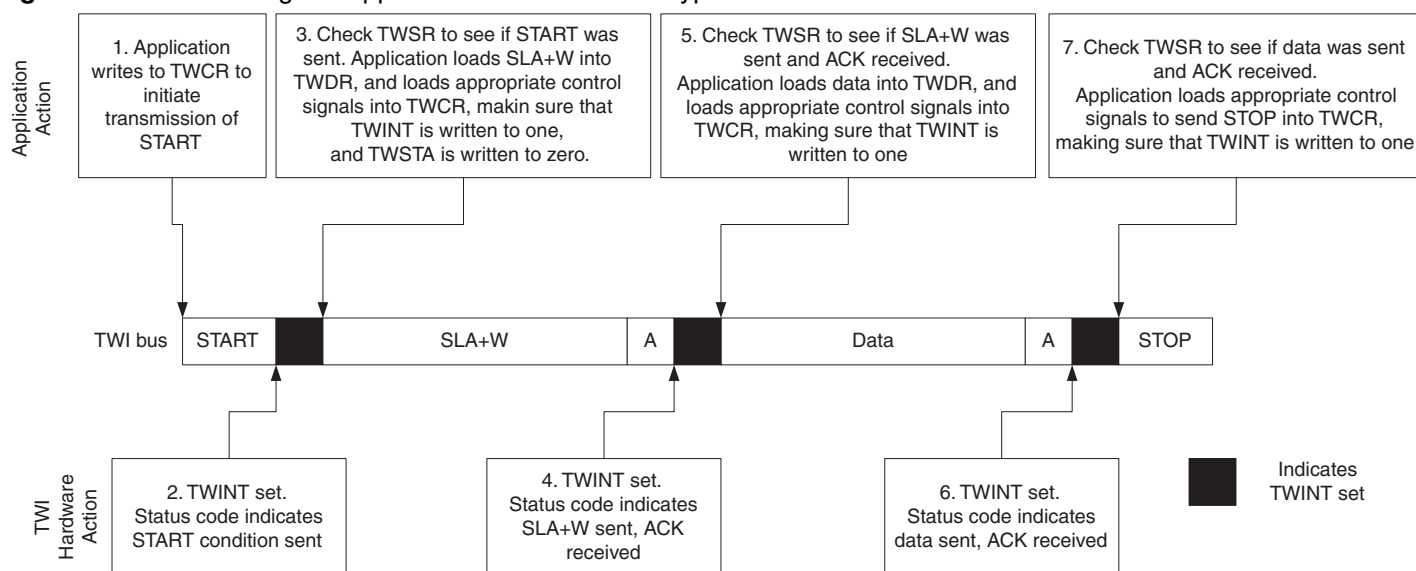 1. Application
writes to TWCR to
initiate
transmission of
START
3. Check TWSR to see if START was
sent. Application loads SLA+W into
TWDR, and loads appropriate control
signals into TWCR, makin sure that
TWINT is written to one,
and TWSTA is written to zero.
5. Check TWSR to see if SLA+W was
sent and ACK received.
Application loads data into TWDR, and
loads appropriate control signals into
TWCR, making sure that TWINT is
written to one
7. Check TWSR to see if data was sent
and ACK received.
Application loads appropriate control
signals to send STOP into TWCR,
making sure that TWINT is written to one
Application
Action
TWI bus
START
SLA+W
A
Data
A
STOP
TWI
Hardware
Action
2. TWINT set.
Status code indicates
START condition sent
4. TWINT set.
Status code indicates
SLA+W sent, ACK
received
6. TWINT set.
Status code indicates
data sent, ACK received
Indicates
TWINT set